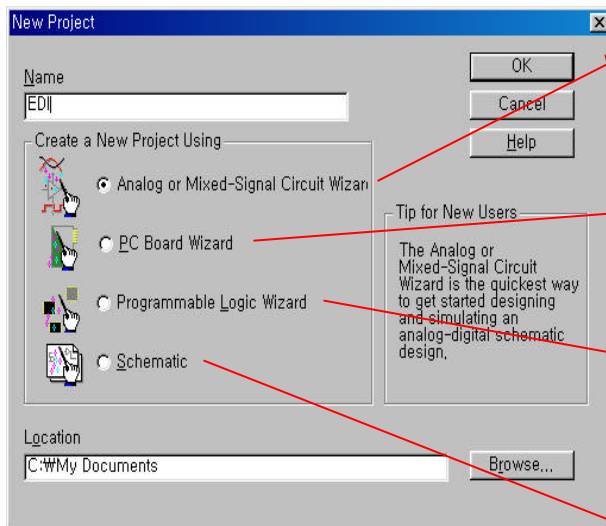 New Project
Name
EDI
OK
Cancel
Help
Create a New Project Using
Analog or Mixed-Signal Circuit Wizar
PC Board Wizard
Programmable Logic Wizard
Schematic
Tip for New Users
The Analog or
Mixed-Signal Circuit
Wizard is the quickest way
to get started designing
and simulating an
analog-digital schematic
design,
Location
C:₩My Documents
Browse...